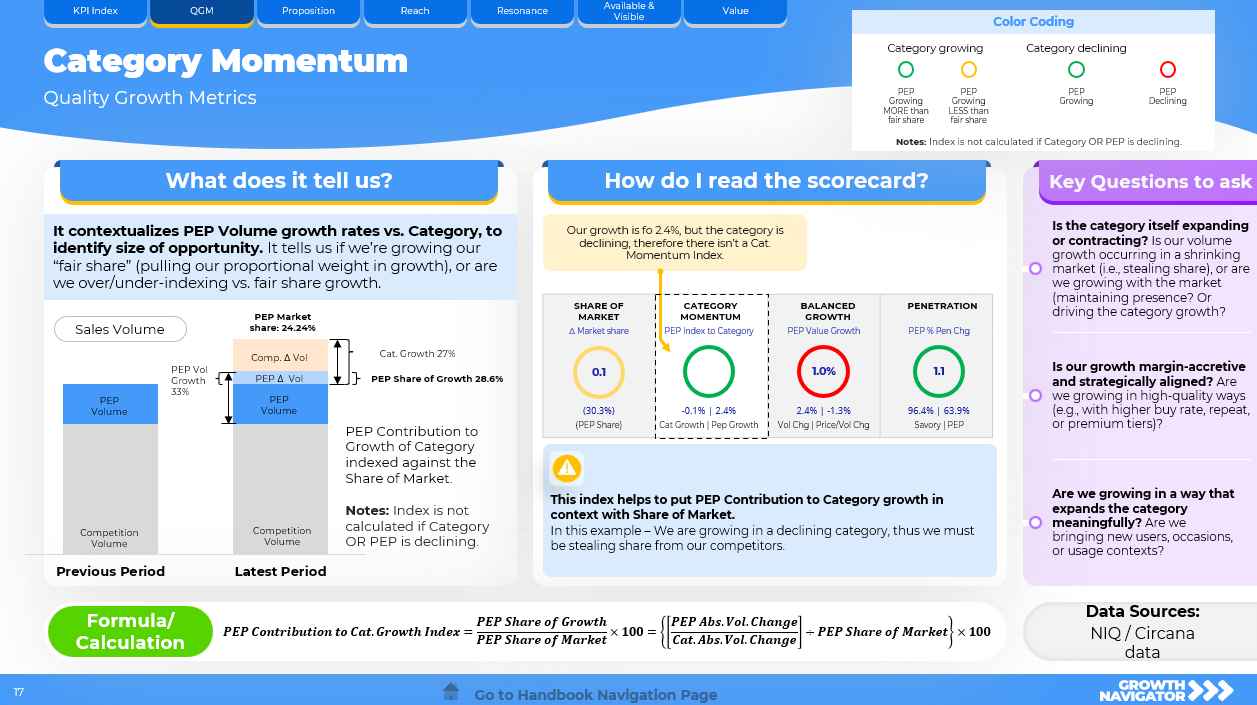 KPI Index
QGM
Proposition
Reach
Resonance
Available &
Visible
Value
Category Momentum
Quality Growth Metrics
Color Coding
Category growing
Category declining
PEP
Growing
MORE than
fair share
PEP
Growing
LESS than
fair share
PEP
Growing
PEP
Declining
Notes: Index is not calculated if Category OR PEP is declining.
What does it tell us?
It contextualizes PEP Volume growth rates vs. Category, to
identify size of opportunity. It tells us if we’re growing our
“fair share” (pulling our proportional weight in growth), or are
we over/under-indexing vs. fair share growth.
Sales Volume
PEP Market
share: 24.24%
Comp. Δ Vol
PEP Δ Vol
PEP
Volume
PEP
Volume
PEP Vol
Growth
33%
Cat. Growth 27%
PEP Share of Growth 28.6%
Competition
Volume
Competition
Volume
Previous Period
Latest Period
PEP Contribution to
Growth of Category
indexed against the
Share of Market.
Notes: Index is not
calculated if Category
OR PEP is declining.
How do I read the scorecard?
Our growth is fo 2.4%, but the category is
declining, therefore there isn’t a Cat.
Momentum Index.
SHARE OF
MARKET
Δ Market share
0.1
(30.3%)
(PEP Share)
CATEGORY
MOMENTUM
PEP Index to Category
-0.1% | 2.4%
Cat Growth | Pep Growth
BALANCED
GROWTH
PEP Value Growth
1.0%
2.4% | -1.3%
Vol Chg | Price/Vol Chg
PENETRATION
PEP % Pen Chg
1.1
96.4% | 63.9%
Savory | PEP
This index helps to put PEP Contribution to Category growth in
context with Share of Market.
In this example – We are growing in a declining category, thus we must
be stealing share from our competitors.
Key Questions to ask
Is the category itself expanding
or contracting? Is our volume
growth occurring in a shrinking
market (i.e., stealing share), or are
we growing with the market
(maintaining presence? Or
driving the category growth?
Is our growth margin-accretive
and strategically aligned? Are
we growing in high-quality ways
(e.g., with higher buy rate, repeat,
or premium tiers)?
Are we growing in a way that
expands the category
meaningfully? Are we
bringing new users, occasions,
or usage contexts?
Formula/
Calculation
PEP Contribution to Cat. Growth Index = PEP Share of Growth / PEP Share of Market × 100 = {[PEP Abs. Vol. Change / Cat. Abs. Vol. Change] ÷ PEP Share of Market} × 100
Data Sources:
NIQ / Circana
data
17
Go to Handbook Navigation Page
GROWTH
NAVIGATOR